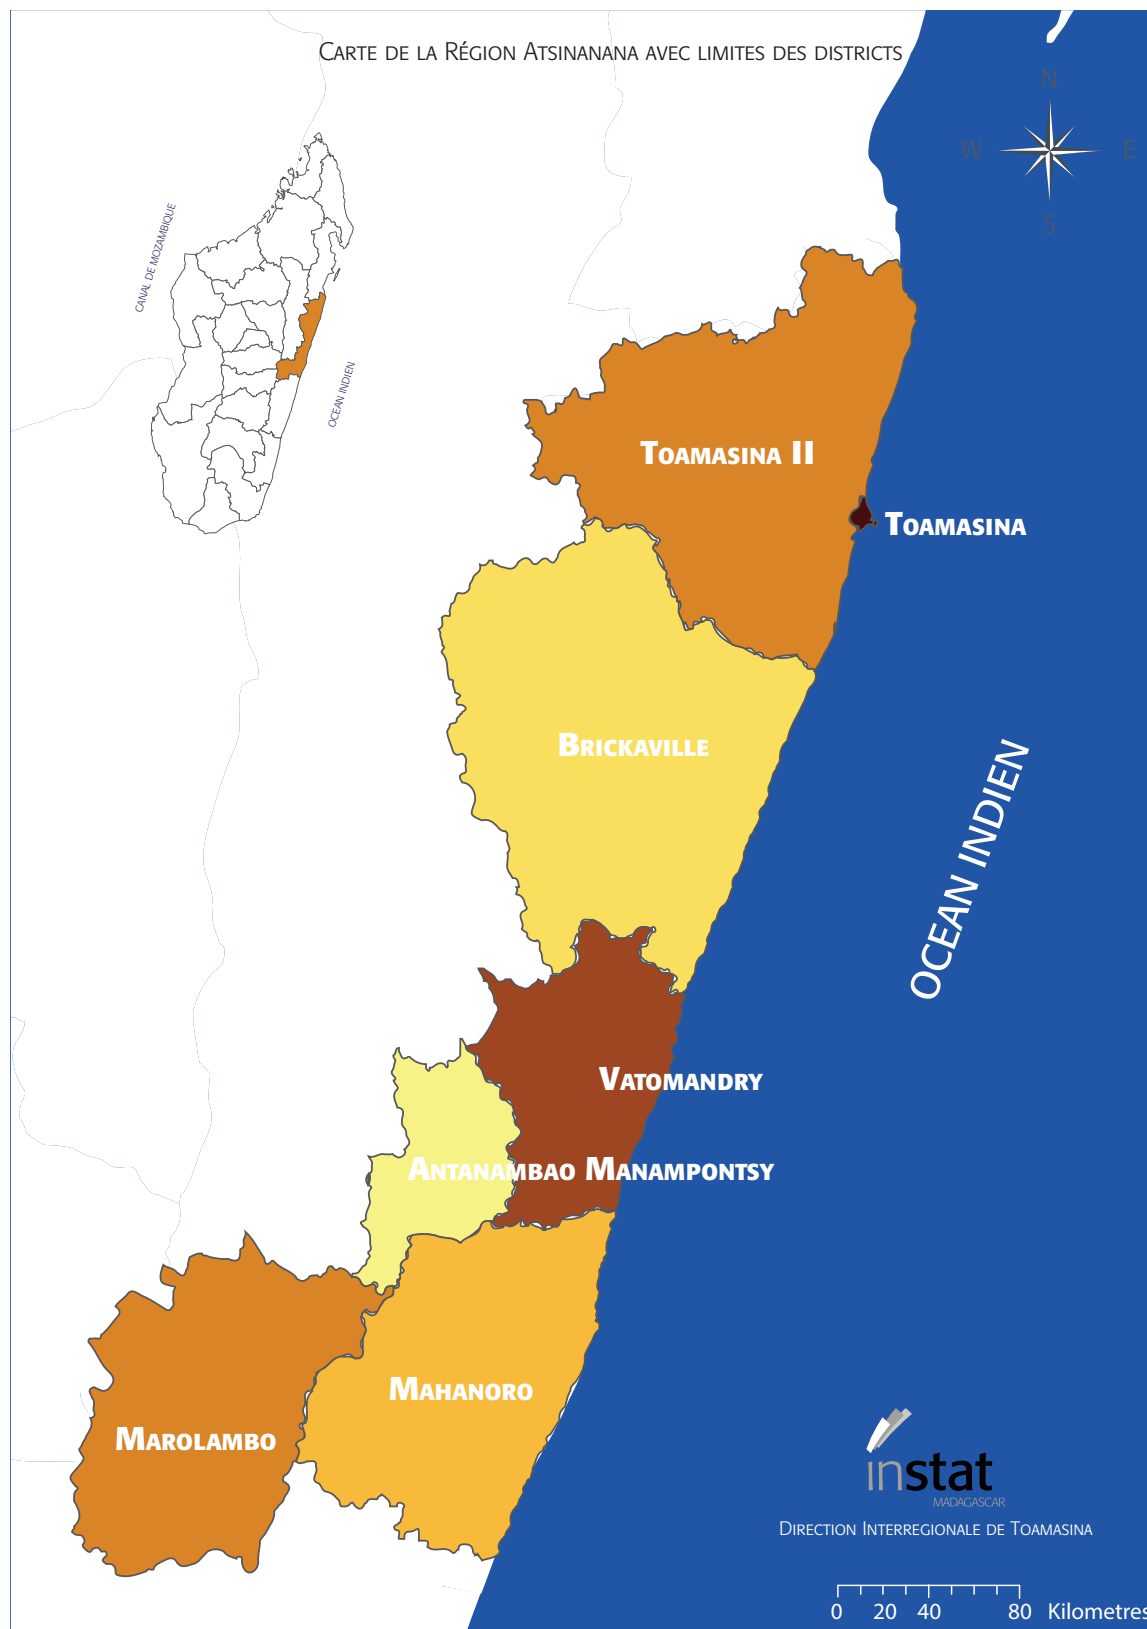 Carte de la Région Atsinanana avec limites des districts
N
W E
S
CANAL DE MOZAMBIQUE
OCEAN INDIEN
Toamasina II
Toamasina
Brickaville
OCEAN INDIEN
Vatomandry
Antanambao Manampontsy
Mahanoro
Marolambo
instat
MADAGASCAR
Direction Interregionale de Toamasina
0 20 40 80 Kilometres